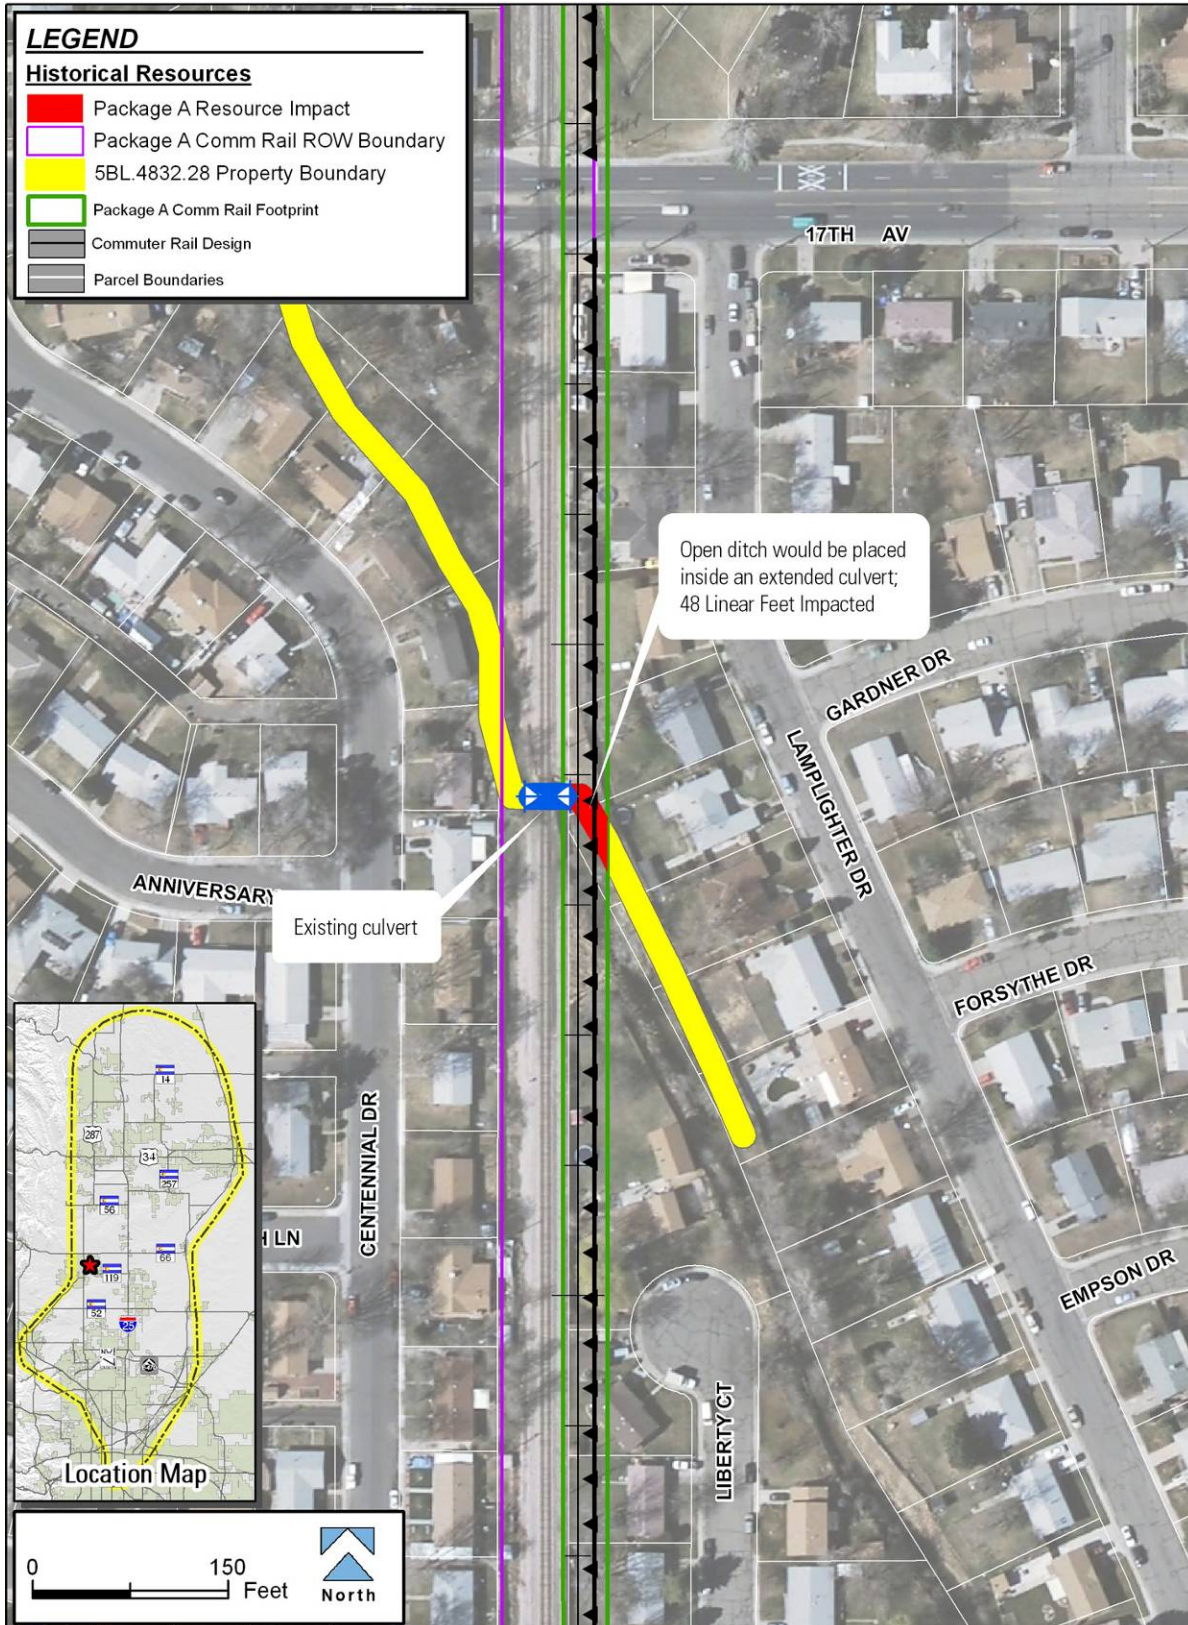 LEGEND
Historical Resources
Package A Resource Impact
Package A Comm Rail ROW Boundary
5BL.4832.28 Property Boundary
Package A Comm Rail Footprint
Commuter Rail Design
Parcel Boundaries
17TH AV
Open ditch would be placed
inside an extended culvert;
48 Linear Feet Impacted
GARDNER DR
LAMPLIGHTER DR
ANNIVERSARY
Existing culvert
FORSYTHE DR
CENTENNIAL DR
H LN
EMPSON DR
LIBERTY CT
14
287
34
257
56
66
119
52
25
Location Map
0 150
Feet
North